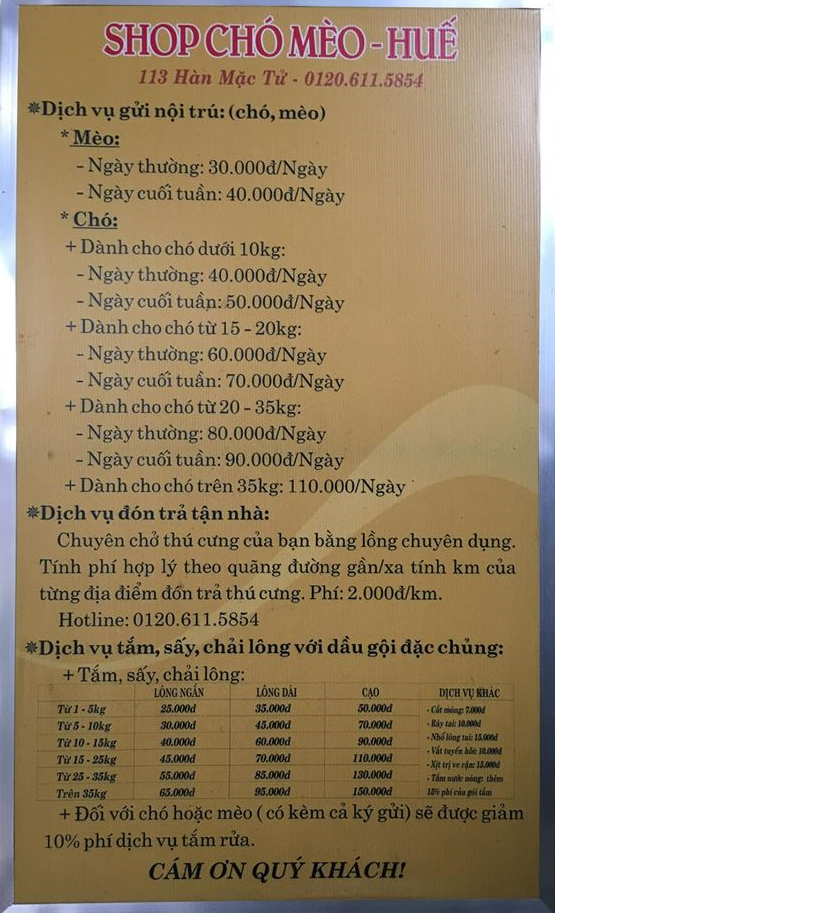 SHOP CHÓ MÈO - HUẾ
113 Hàn Mặc Tử - 0120.611.5854
*Dịch vụ gửi nội trú: (chó, mèo)
* Mèo:
- Ngày thường: 30.000đ/Ngày
- Ngày cuối tuần: 40.000đ/Ngày
* Chó:
+ Dành cho chó dưới 10kg:
- Ngày thường: 40.000đ/Ngày
- Ngày cuối tuần: 50.000đ/Ngày
+ Dành cho chó từ 15 - 20kg:
- Ngày thường: 60.000đ/Ngày
- Ngày cuối tuần: 70.000đ/Ngày
+ Dành cho chó từ 20 - 35kg:
- Ngày thường: 80.000đ/Ngày
- Ngày cuối tuần: 90.000đ/Ngày
+ Dành cho chó trên 35kg: 110.000/Ngày
*Dịch vụ đón trả tận nhà:
Chuyên chở thú cưng của bạn bằng lồng chuyên dụng.
Tính phí hợp lý theo quãng đường gần/xa tính km của
từng địa điểm đón trả thú cưng. Phí: 2.000đ/km.
Hotline: 0120.611.5854
*Dịch vụ tắm, sấy, chải lông với dầu gội đặc chủng:
+ Tắm, sấy, chải lông:
LÔNG NGẮN LÔNG DÀI CẠO DỊCH VỤ KHÁC
Từ 1 - 5kg 25.000đ 35.000đ 50.000đ - Cắt móng: 7.000đ
Từ 5 - 10kg 30.000đ 45.000đ 70.000đ - Ráy tai: 10.000đ
Từ 10 - 15kg 40.000đ 60.000đ 90.000đ - Nhổ lông tai: 15.000đ
- Vắt tuyến hôi: 10.000đ
Từ 15 - 25kg 45.000đ 70.000đ 110.000đ - Xịt trị ve rận: 15.000đ
Từ 25 - 35kg 55.000đ 85.000đ 130.000đ - Tắm nước nóng: thêm
Trên 35kg 65.000đ 95.000đ 150.000đ 15% phí của gói tắm
+ Đối với chó hoặc mèo ( có kèm cả ký gửi) sẽ được giảm
10% phí dịch vụ tắm rửa.
CÁM ƠN QUÝ KHÁCH!